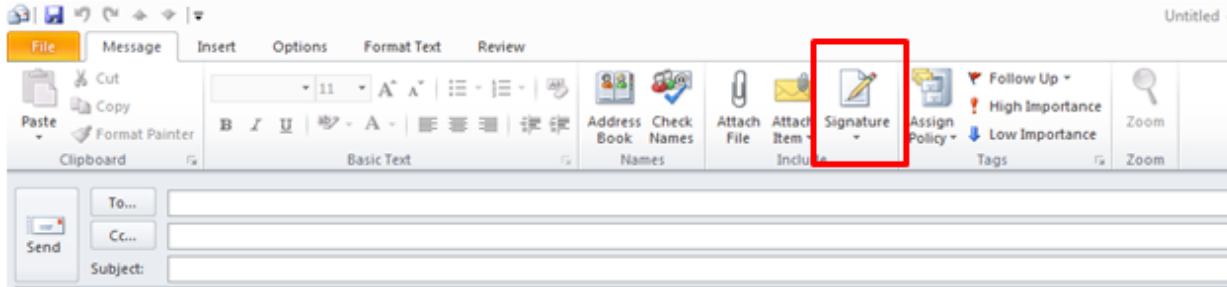 Untitled
File Message Insert Options Format Text Review
Cut
Copy
Format Painter
Paste
Clipboard
11
A A
B I U A
Basic Text
Address Book
Check Names
Names
Attach File
Attach Item
Signature
Include
Assign Policy
Follow Up
High Importance
Low Importance
Tags
Zoom
Zoom
Send
To...
Cc...
Subject: